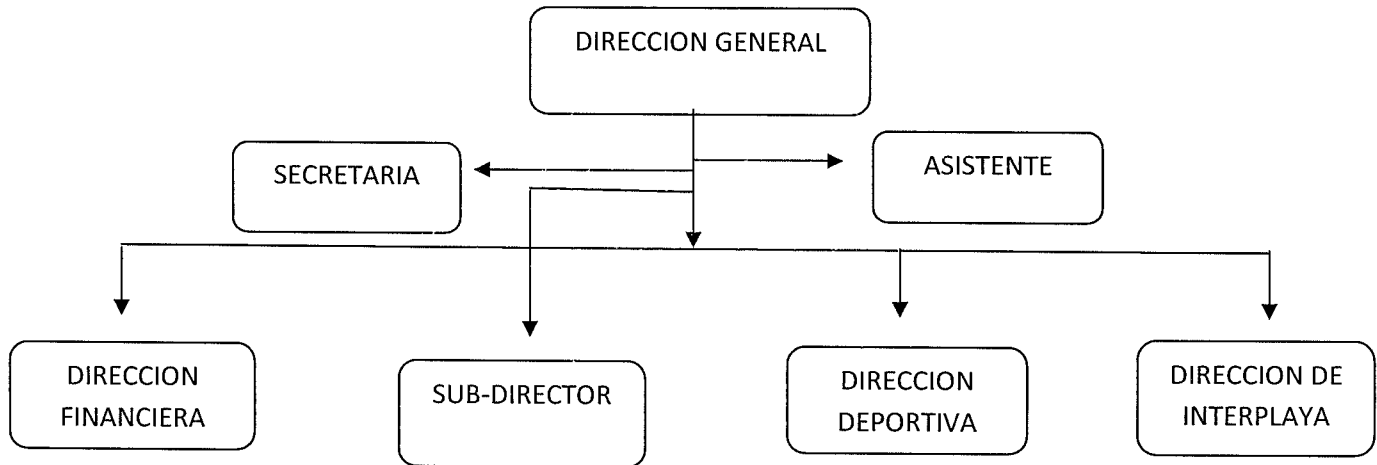 DIRECCION GENERAL
SECRETARIA
ASISTENTE
DIRECCION
FINANCIERA
SUB-DIRECTOR
DIRECCION
DEPORTIVA
DIRECCION DE
INTERPLAYA